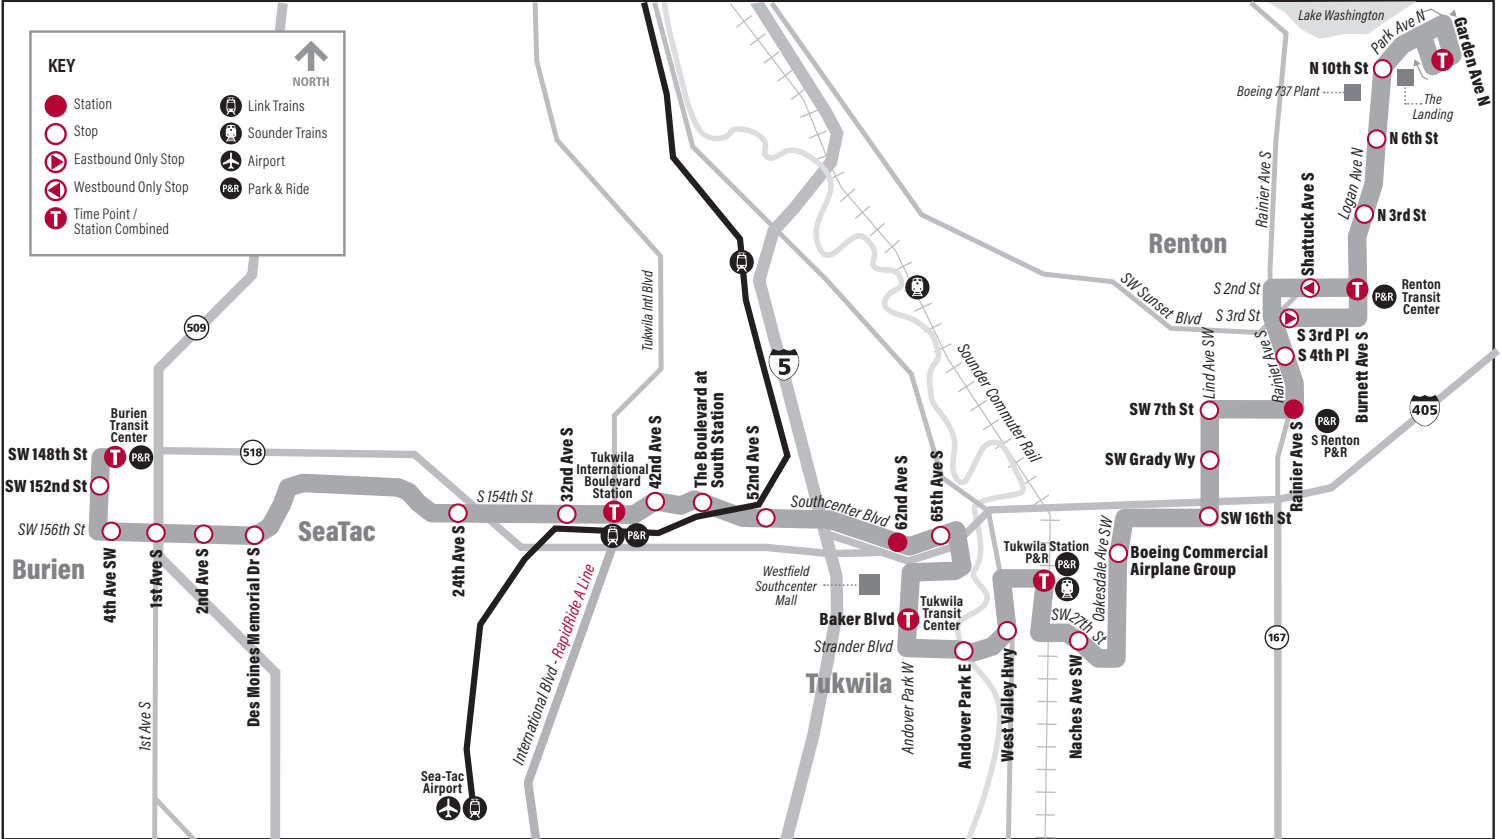 KEY
NORTH
Station
Stop
Eastbound Only Stop
Westbound Only Stop
T
Time Point /
Station Combined
Link Trains
Sounder Trains
Airport
P&R
Park & Ride
509
518
5
405
167
Burien
Transit
Center
SW 148th St
T
P&R
SW 152nd St
SW 156th St
Burien
4th Ave SW
1st Ave S
2nd Ave S
Des Moines Memorial Dr S
1st Ave S
SeaTac
24th Ave S
S 154th St
32nd Ave S
Tukwila
International
Boulevard
Station
T
P&R
42nd Ave S
The Boulevard at
South Station
52nd Ave S
Tukwila Intl Blvd
International Blvd - RapidRide A Line
Sea-Tac
Airport
Southcenter Blvd
62nd Ave S
65th Ave S
Westfield
Southcenter
Mall
Baker Blvd
T
Tukwila
Transit
Center
Strander Blvd
Tukwila
Andover Park W
Andover Park E
West Valley Hwy
Tukwila Station
P&R
P&R
T
SW 27th St
Naches Ave SW
Oakesdale Ave SW
Boeing Commercial
Airplane Group
SW 16th St
SW Grady Wy
SW 7th St
Lind Ave SW
Sounder Commuter Rail
SW Sunset Blvd
Renton
Rainier Ave S
Rainier Ave S
Rainier Ave S
P&R
S Renton
P&R
S 4th Pl
S 3rd Pl
S 3rd St
S 2nd St
Burnett Ave S
Shattuck Ave S
T
P&R
Renton
Transit
Center
N 3rd St
Logan Ave N
N 6th St
N 10th St
Boeing 737 Plant
The
Landing
Park Ave N
Garden Ave N
T
Lake Washington